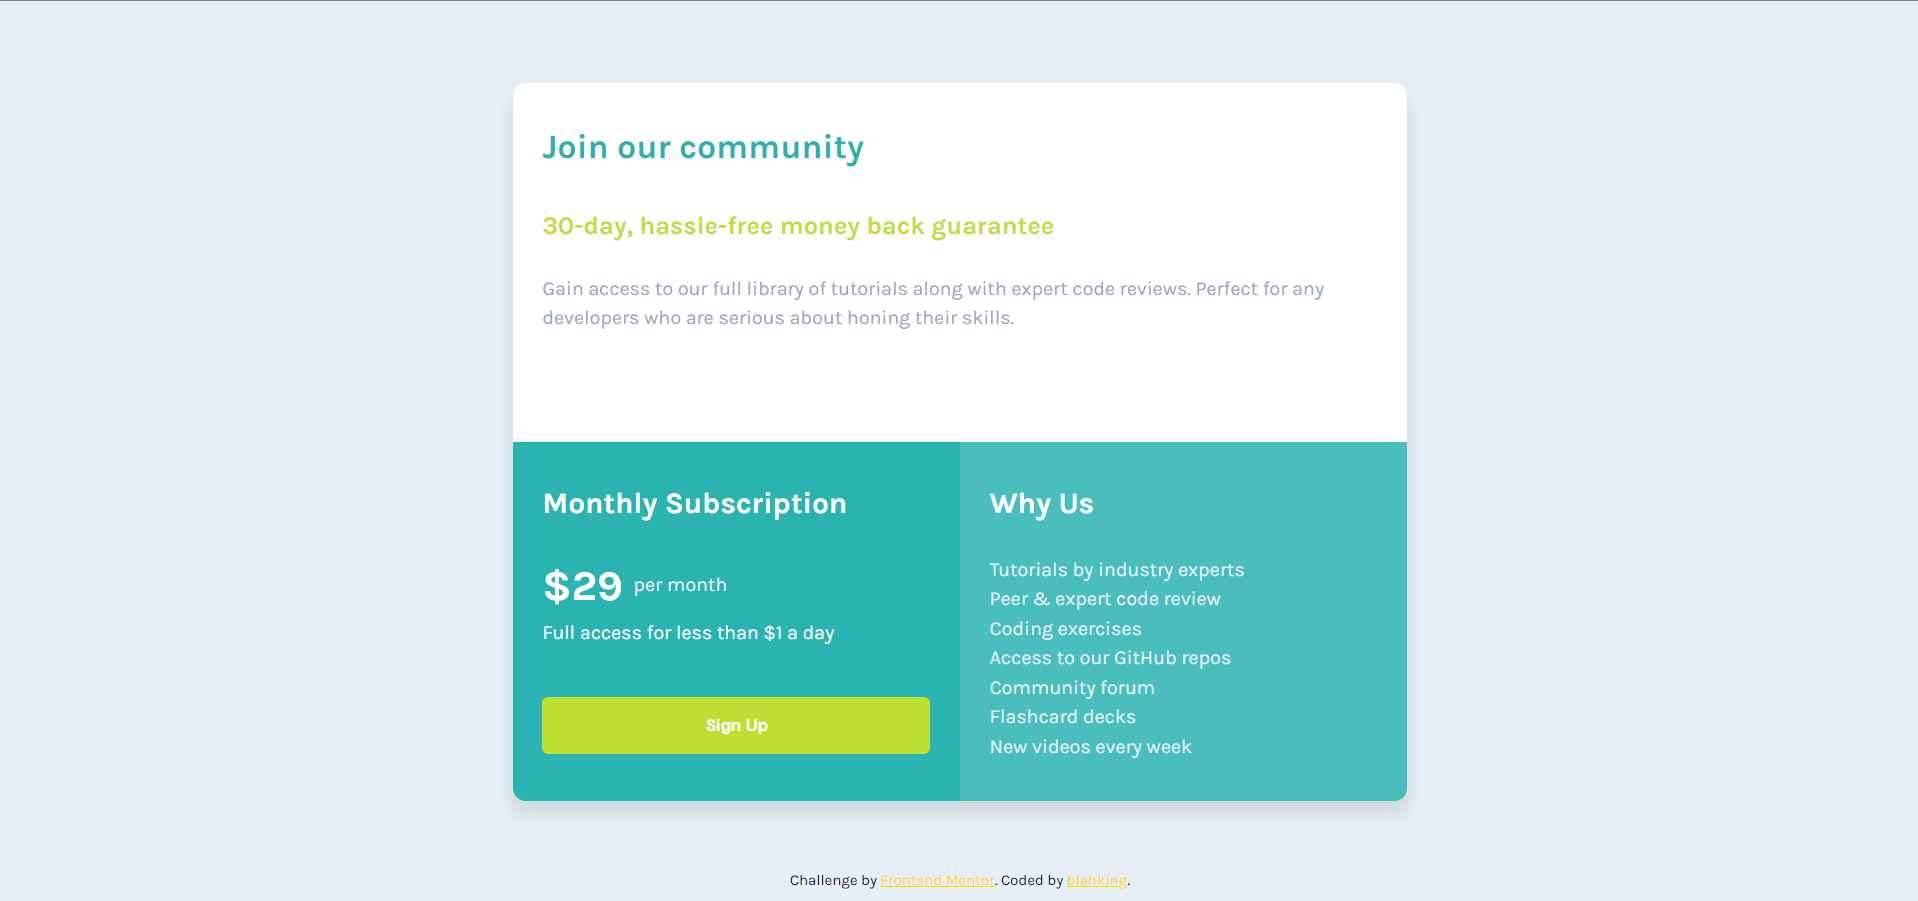 Join our community
30-day, hassle-free money back guarantee
Gain access to our full library of tutorials along with expert code reviews. Perfect for any
developers who are serious about honing their skills.
Monthly Subscription
$29 per month
Full access for less than $1 a day
Sign Up
Why Us
Tutorials by industry experts
Peer & expert code review
Coding exercises
Access to our GitHub repos
Community forum
Flashcard decks
New videos every week
Challenge by Frontend Mentor. Coded by blahking.